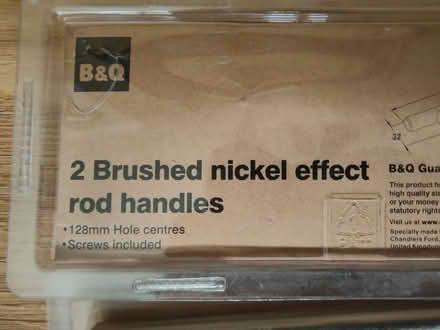 B&Q
2 Brushed nickel effect
rod handles
•128mm Hole centres
•Screws included
32
B&Q Gua
This product
high quality
or your money
statutory rights
Visit us at www.
Specially made
Chandlers Ford,
United Kingdom